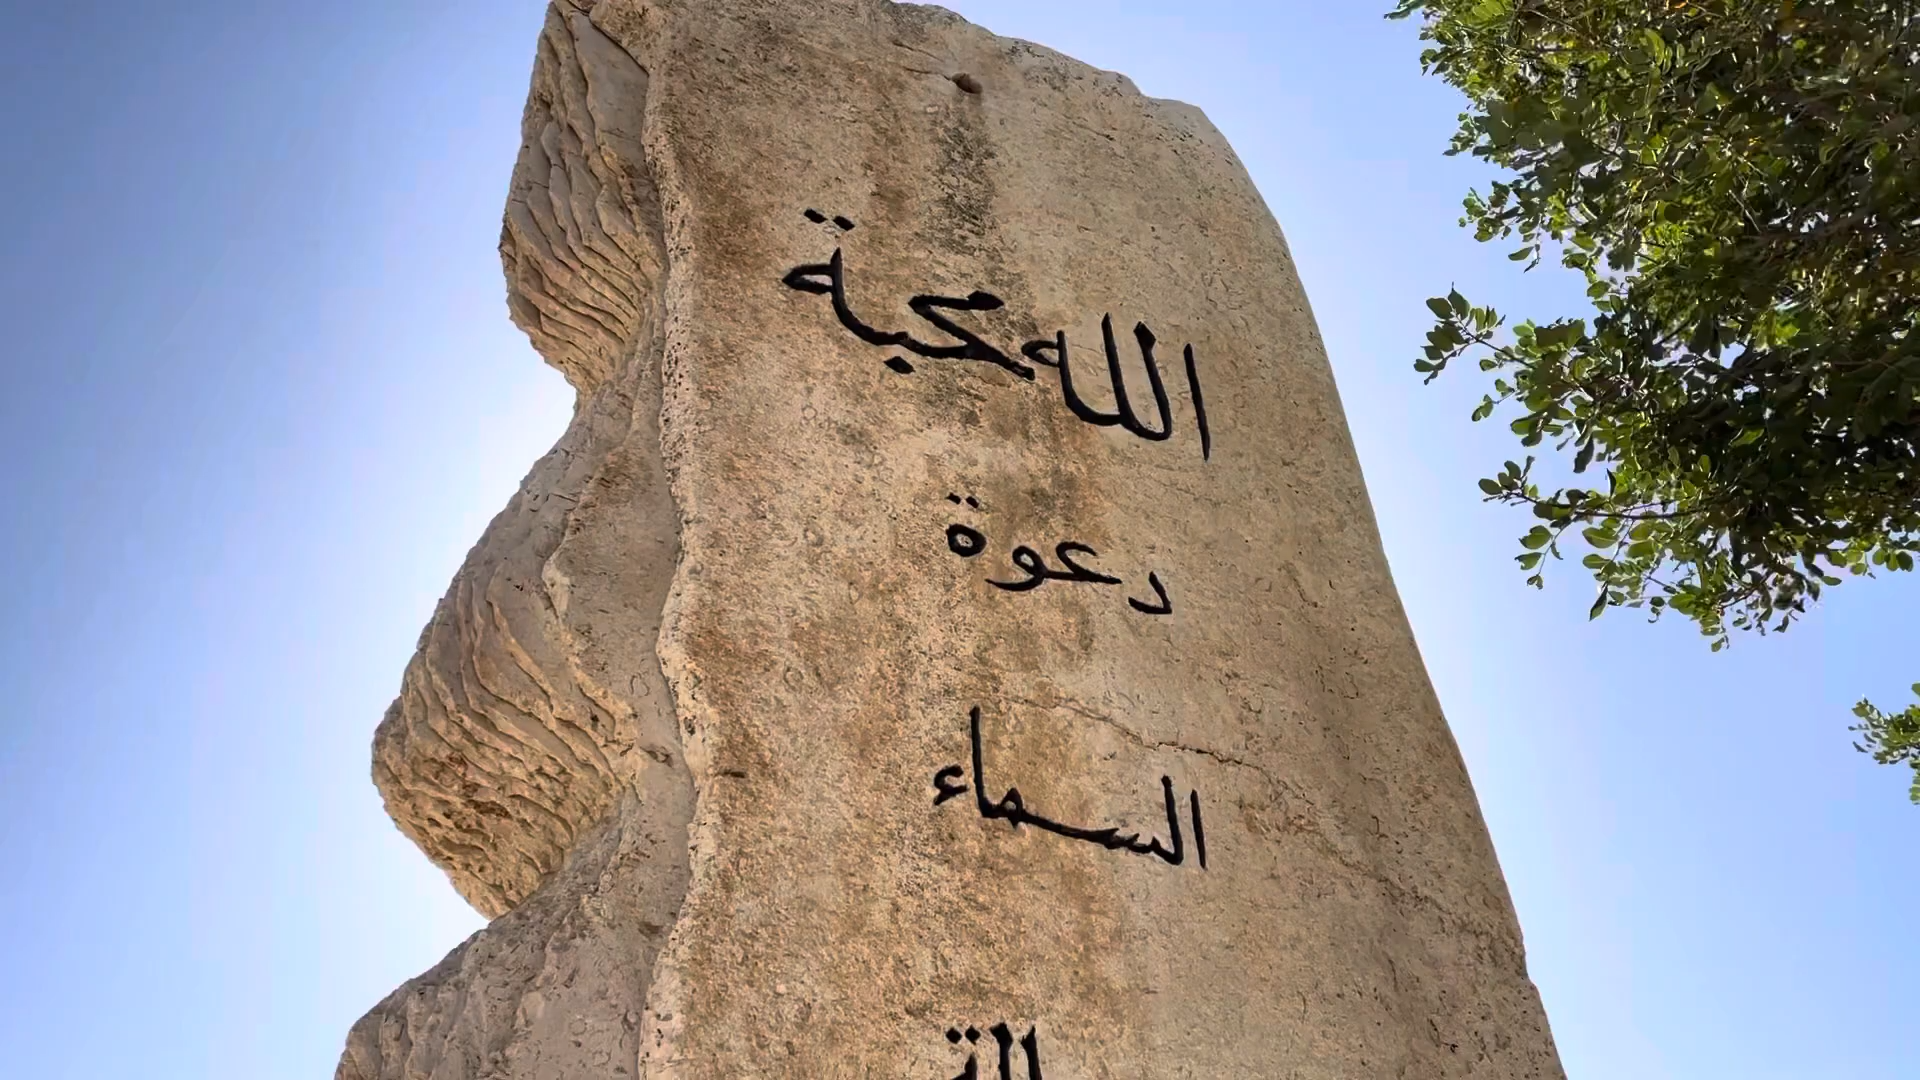 الله محبة
دعوة
السماء